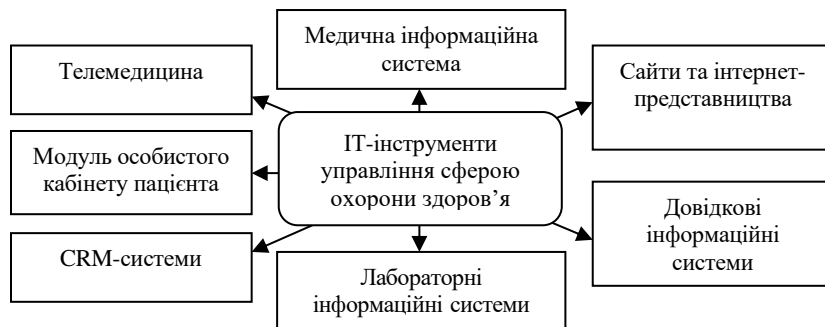 Медична інформаційна
система
Телемедицина
Сайти та інтернет-
представництва
ІТ-інструменти
управління сферою
охорони здоров’я
Модуль особистого
кабінету пацієнта
Довідкові
інформаційні
системи
CRM-системи
Лабораторні
інформаційні системи